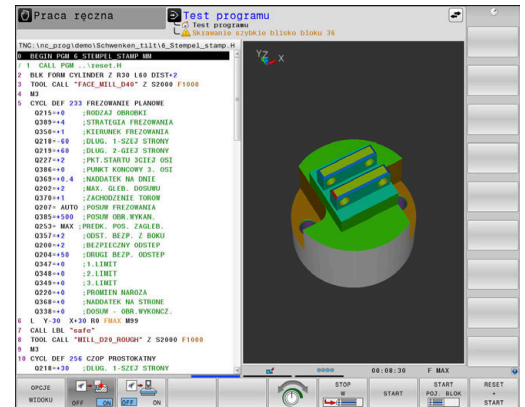 Praca ręczna
Test programu
Test programu
Skrawanie szybkie blisko bloku 36
TNC:\nc_prog\demo\Schwenken_tilt\6_Stempel_stamp.H
0 BEGIN PGM 6_STEMPEL_STAMP MM
/ 1 CALL PGM ..\reset.H
2 BLK FORM CYLINDER Z R30 L60 DIST+2
3 TOOL CALL "FACE_MILL_D40" Z S2000 F1000
4 M3
5 CYCL DEF 233 FREZOWANIE PLANOWE
Q215=+0 ;RODZAJ OBROBKI
Q389=+4 ;STRATEGIA FREZOWANIA
Q350=+1 ;KIERUNEK FREZOWANIA
Q218=-60 ;DLUG. 1-SZEJ STRONY
Q219=+60 ;DLUG. 2-GIEJ STRONY
Q227=+2 ;PKT.STARTU 3CIEJ OSI
Q386=+0 ;PUNKT KONCOWY 3. OSI
Q369=+0.4 ;NADDATEK NA DNIE
Q202=+2 ;MAX. GLEB. DOSUWU
Q370=+1 ;ZACHODZENIE TOROW
Q207= AUTO ;POSUW FREZOWANIA
Q385=+500 ;POSUW OBR.WYKAN.
Q253= MAX ;PREDK. POS. ZAGLEB.
Q357=+2 ;ODST. BEZP. Z BOKU
Q200=+2 ;BEZPIECZNY ODSTEP
Q204=+50 ;DRUGI BEZP. ODSTEP
Q347=+0 ;1.LIMIT
Q348=+0 ;2.LIMIT
Q349=+0 ;3.LIMIT
Q220=+0 ;PROMIEN NAROZA
Q368=+0 ;NADDATEK NA STRONE
Q338=+0 ;DOSUW - OBR.WYKONCZ.
6 L Y-30 X+30 R0 FMAX M99
7 CALL LBL "safe"
8 TOOL CALL "MILL_D20_ROUGH" Z S2000 F1000
9 M3
10 CYCL DEF 256 CZOP PROSTOKATNY
Q218=+30 ;DLUG. 1-SZEJ STRONY
YZ X
00:08:30 F MAX
OPCJE WIDOKU
OFF ON
OFF ON
STOP W
START
START POJ. BLOK
RESET + START